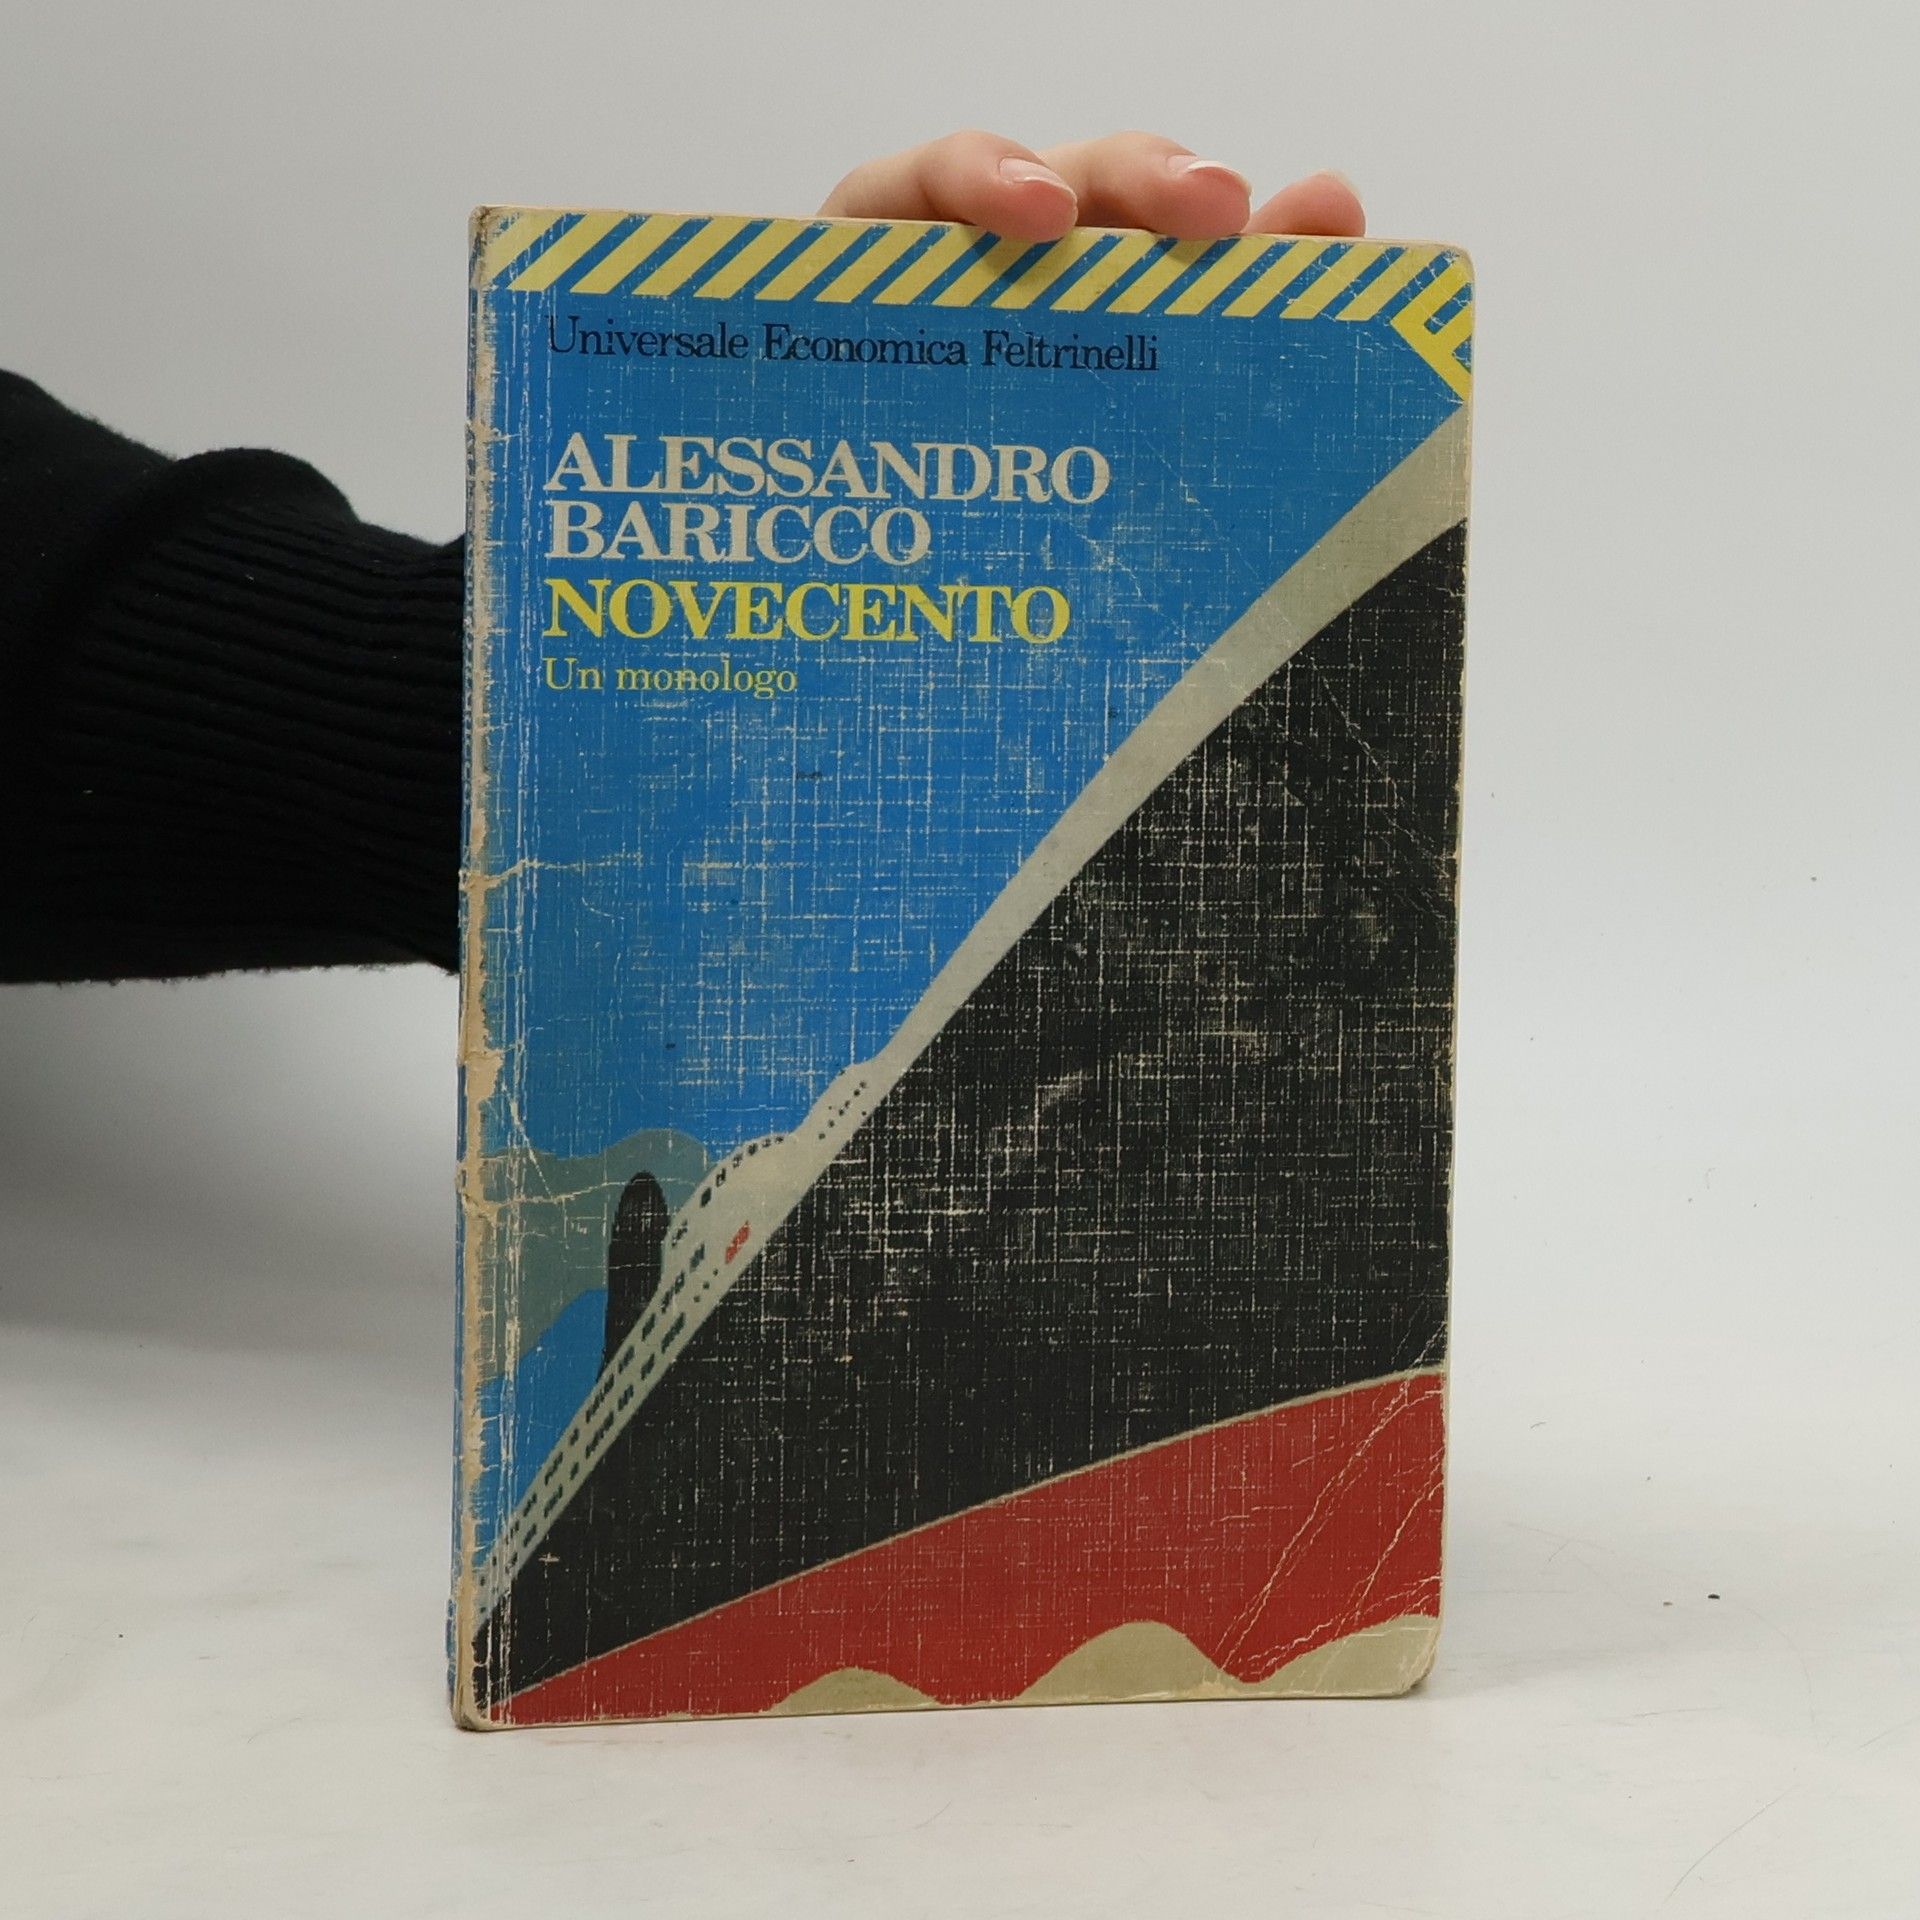 Universale Economica Feltrinelli
ALESSANDRO
BARICCO
NOVECENTO
Un monologo